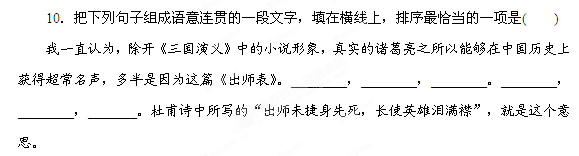 10. 把下列句子组成语意连贯的一段文字，填在横线上，排序最恰当的一项是(　　)
我一直认为，除开《三国演义》中的小说形象，真实的诸葛亮之所以能够在中国历史上
获得超常名声，多半是因为这篇《出师表》。________，________，________。________，
________，________。杜甫诗中所写的“出师未捷身先死，长使英雄泪满襟”，就是这个意
思。